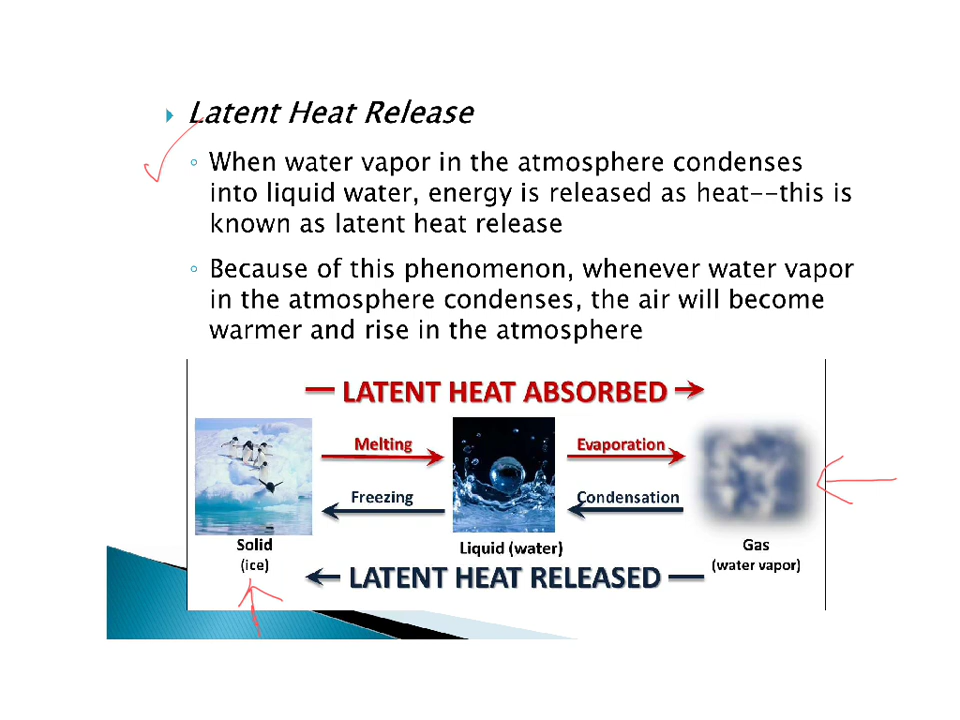 Latent Heat Release
When water vapor in the atmosphere condenses
into liquid water, energy is released as heat--this is
known as latent heat release
Because of this phenomenon, whenever water vapor
in the atmosphere condenses, the air will become
warmer and rise in the atmosphere
LATENT HEAT ABSORBED
Melting
Evaporation
Freezing
Condensation
Solid
(ice)
Liquid (water)
Gas
(water vapor)
LATENT HEAT RELEASED